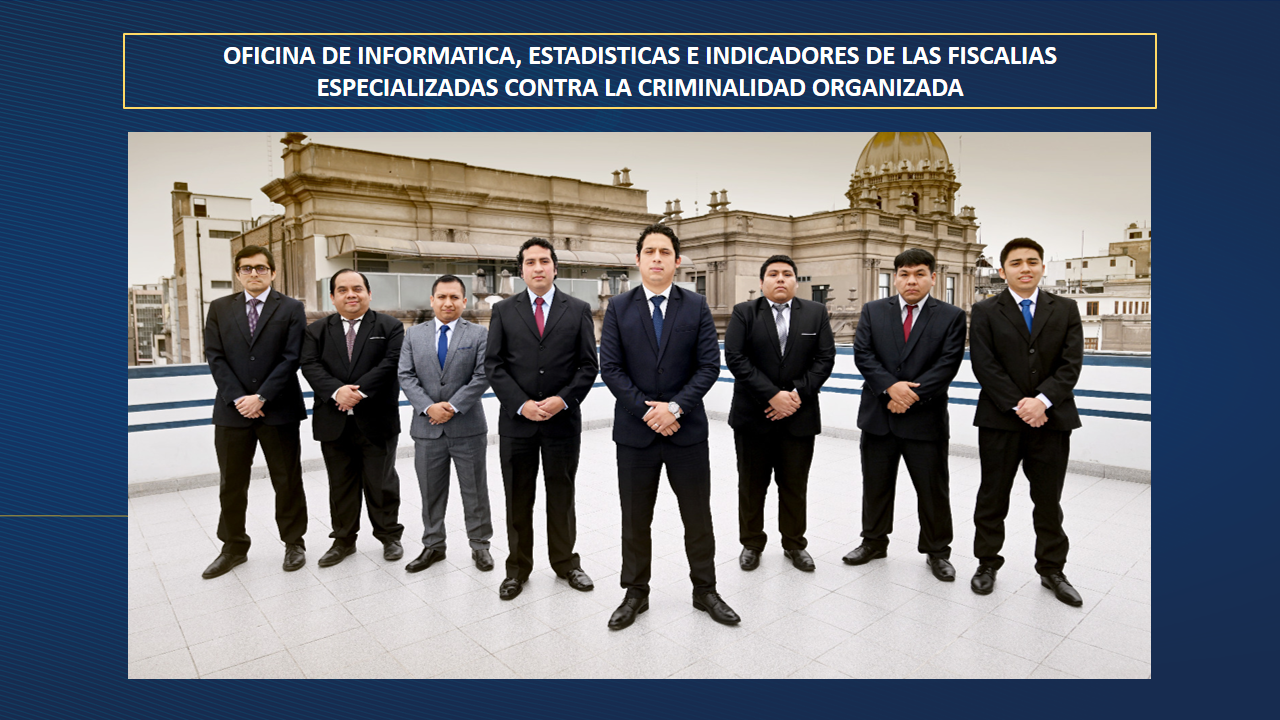 OFICINA DE INFORMATICA, ESTADISTICAS E INDICADORES DE LAS FISCALIAS
ESPECIALIZADAS CONTRA LA CRIMINALIDAD ORGANIZADA